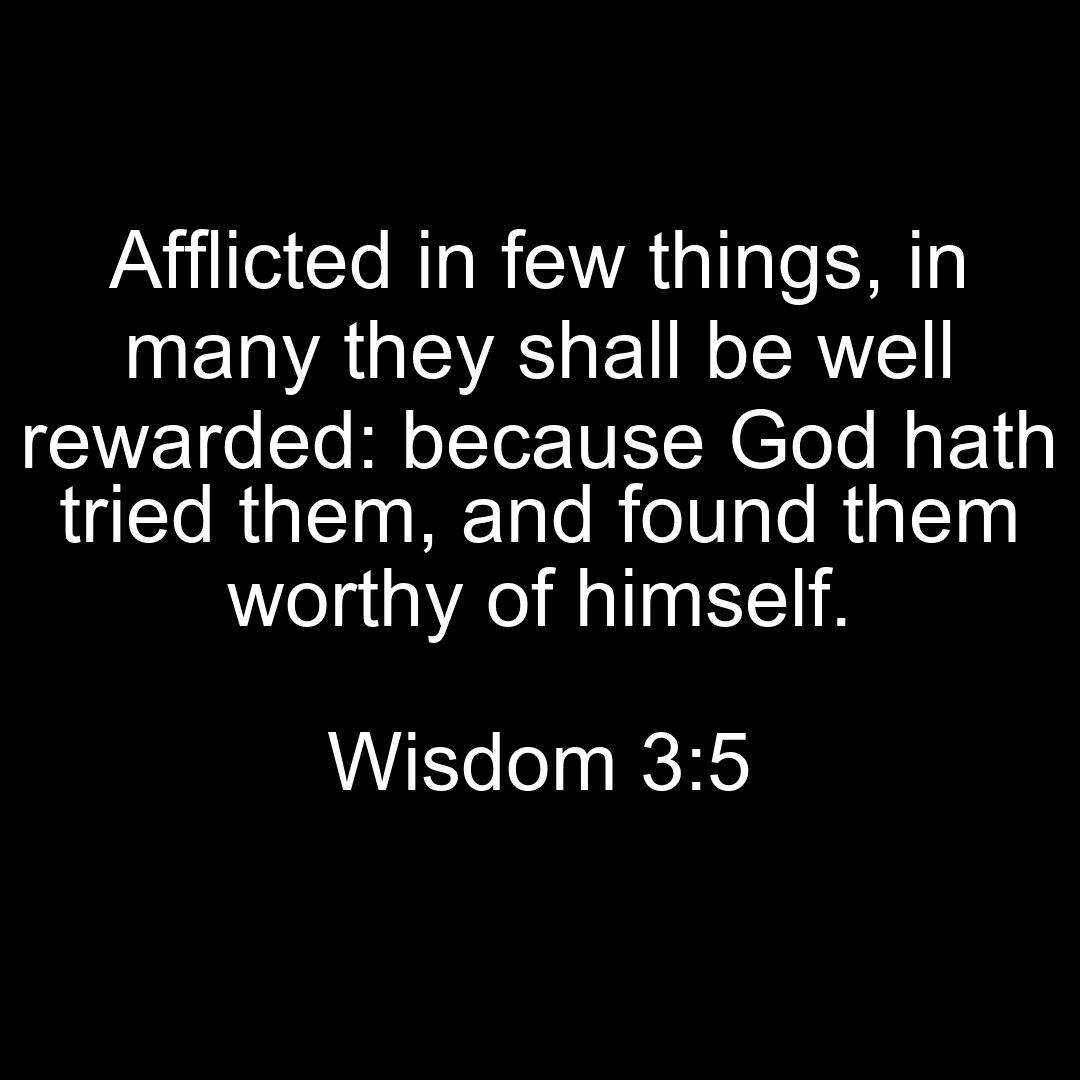 Afflicted in few things, in
many they shall be well
rewarded: because God hath
tried them, and found them
worthy of himself.
Wisdom 3:5